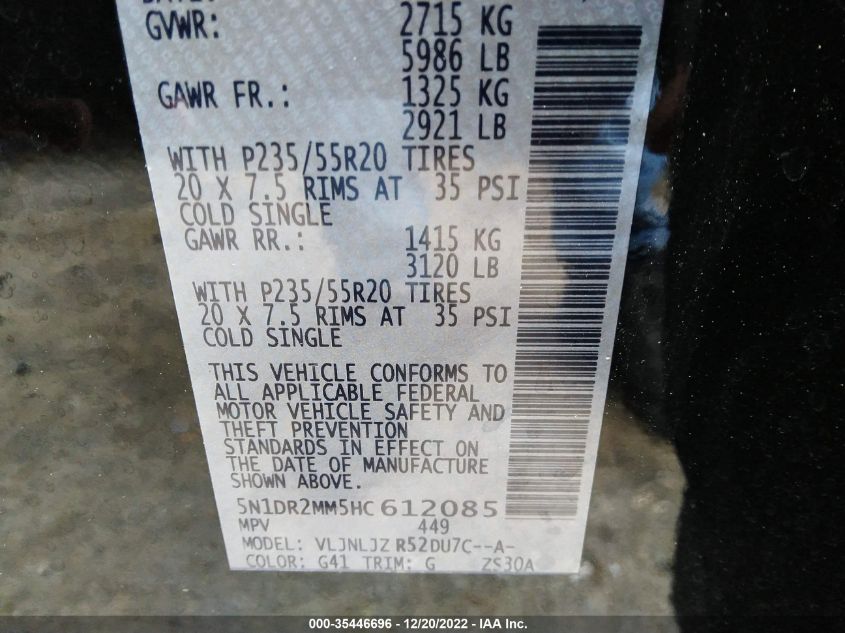 GVWR: 2715 KG
5986 LB
GAWR FR.: 1325 KG
2921 LB
WITH P235/55R20 TIRES
20 X 7.5 RIMS AT 35 PSI
COLD SINGLE
GAWR RR.: 1415 KG
3120 LB
WITH P235/55R20 TIRES
20 X 7.5 RIMS AT 35 PSI
COLD SINGLE
THIS VEHICLE CONFORMS TO
ALL APPLICABLE FEDERAL
MOTOR VEHICLE SAFETY AND
THEFT PREVENTION
STANDARDS IN EFFECT ON
THE DATE OF MANUFACTURE
SHOWN ABOVE.
5N1DR2MM5HC 612085
MPV 449
MODEL: VLJNLJZ R52DU7C--A-
COLOR: G41 TRIM: G ZS30A
000-35446696 - 12/20/2022 - IAA Inc.